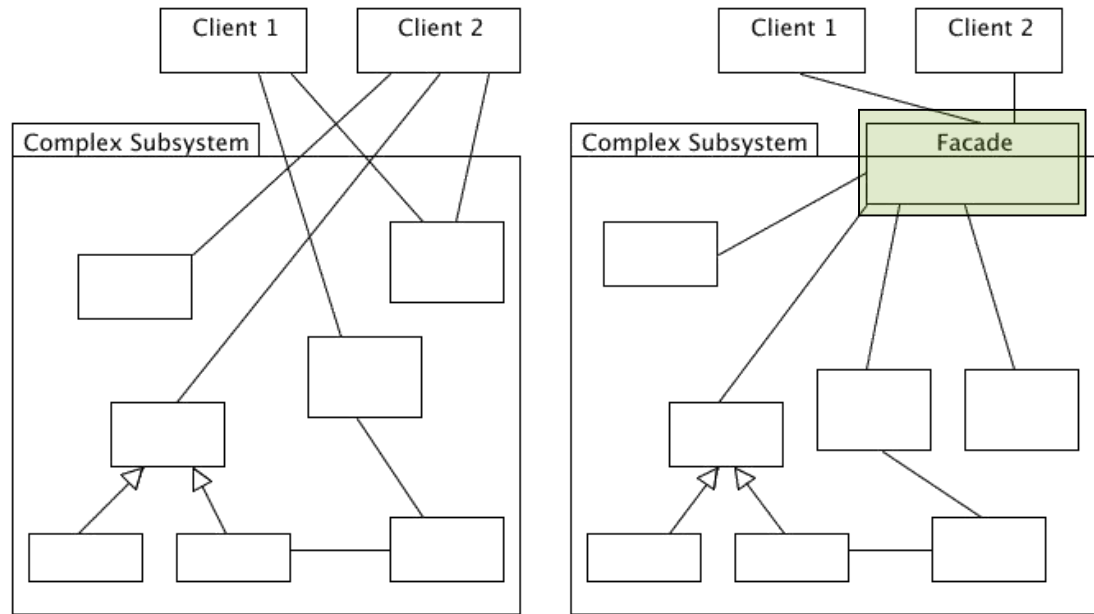 Client 1
Client 2
Complex Subsystem
Client 1
Client 2
Complex Subsystem
Facade